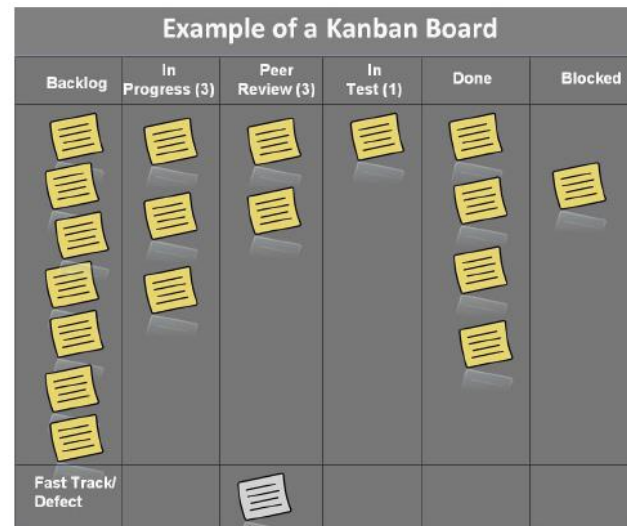 Example of a Kanban Board
Backlog
In
Progress (3)
Peer
Review (3)
In
Test (1)
Done
Blocked
Fast Track/
Defect